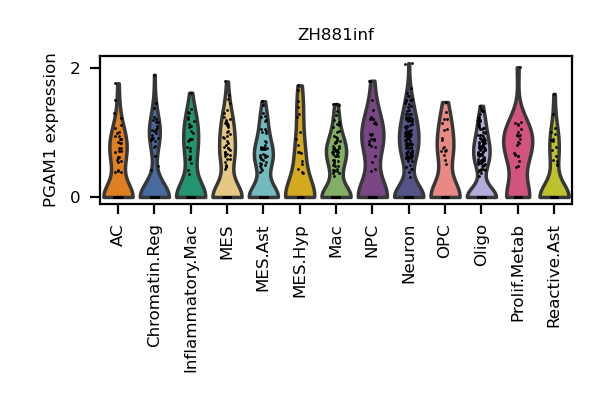 ZH881inf
PGAM1 expression
2
0
AC
Chromatin.Reg
Inflammatory.Mac
MES
MES.Ast
MES.Hyp
Mac
NPC
Neuron
OPC
Oligo
Prolif.Metab
Reactive.Ast